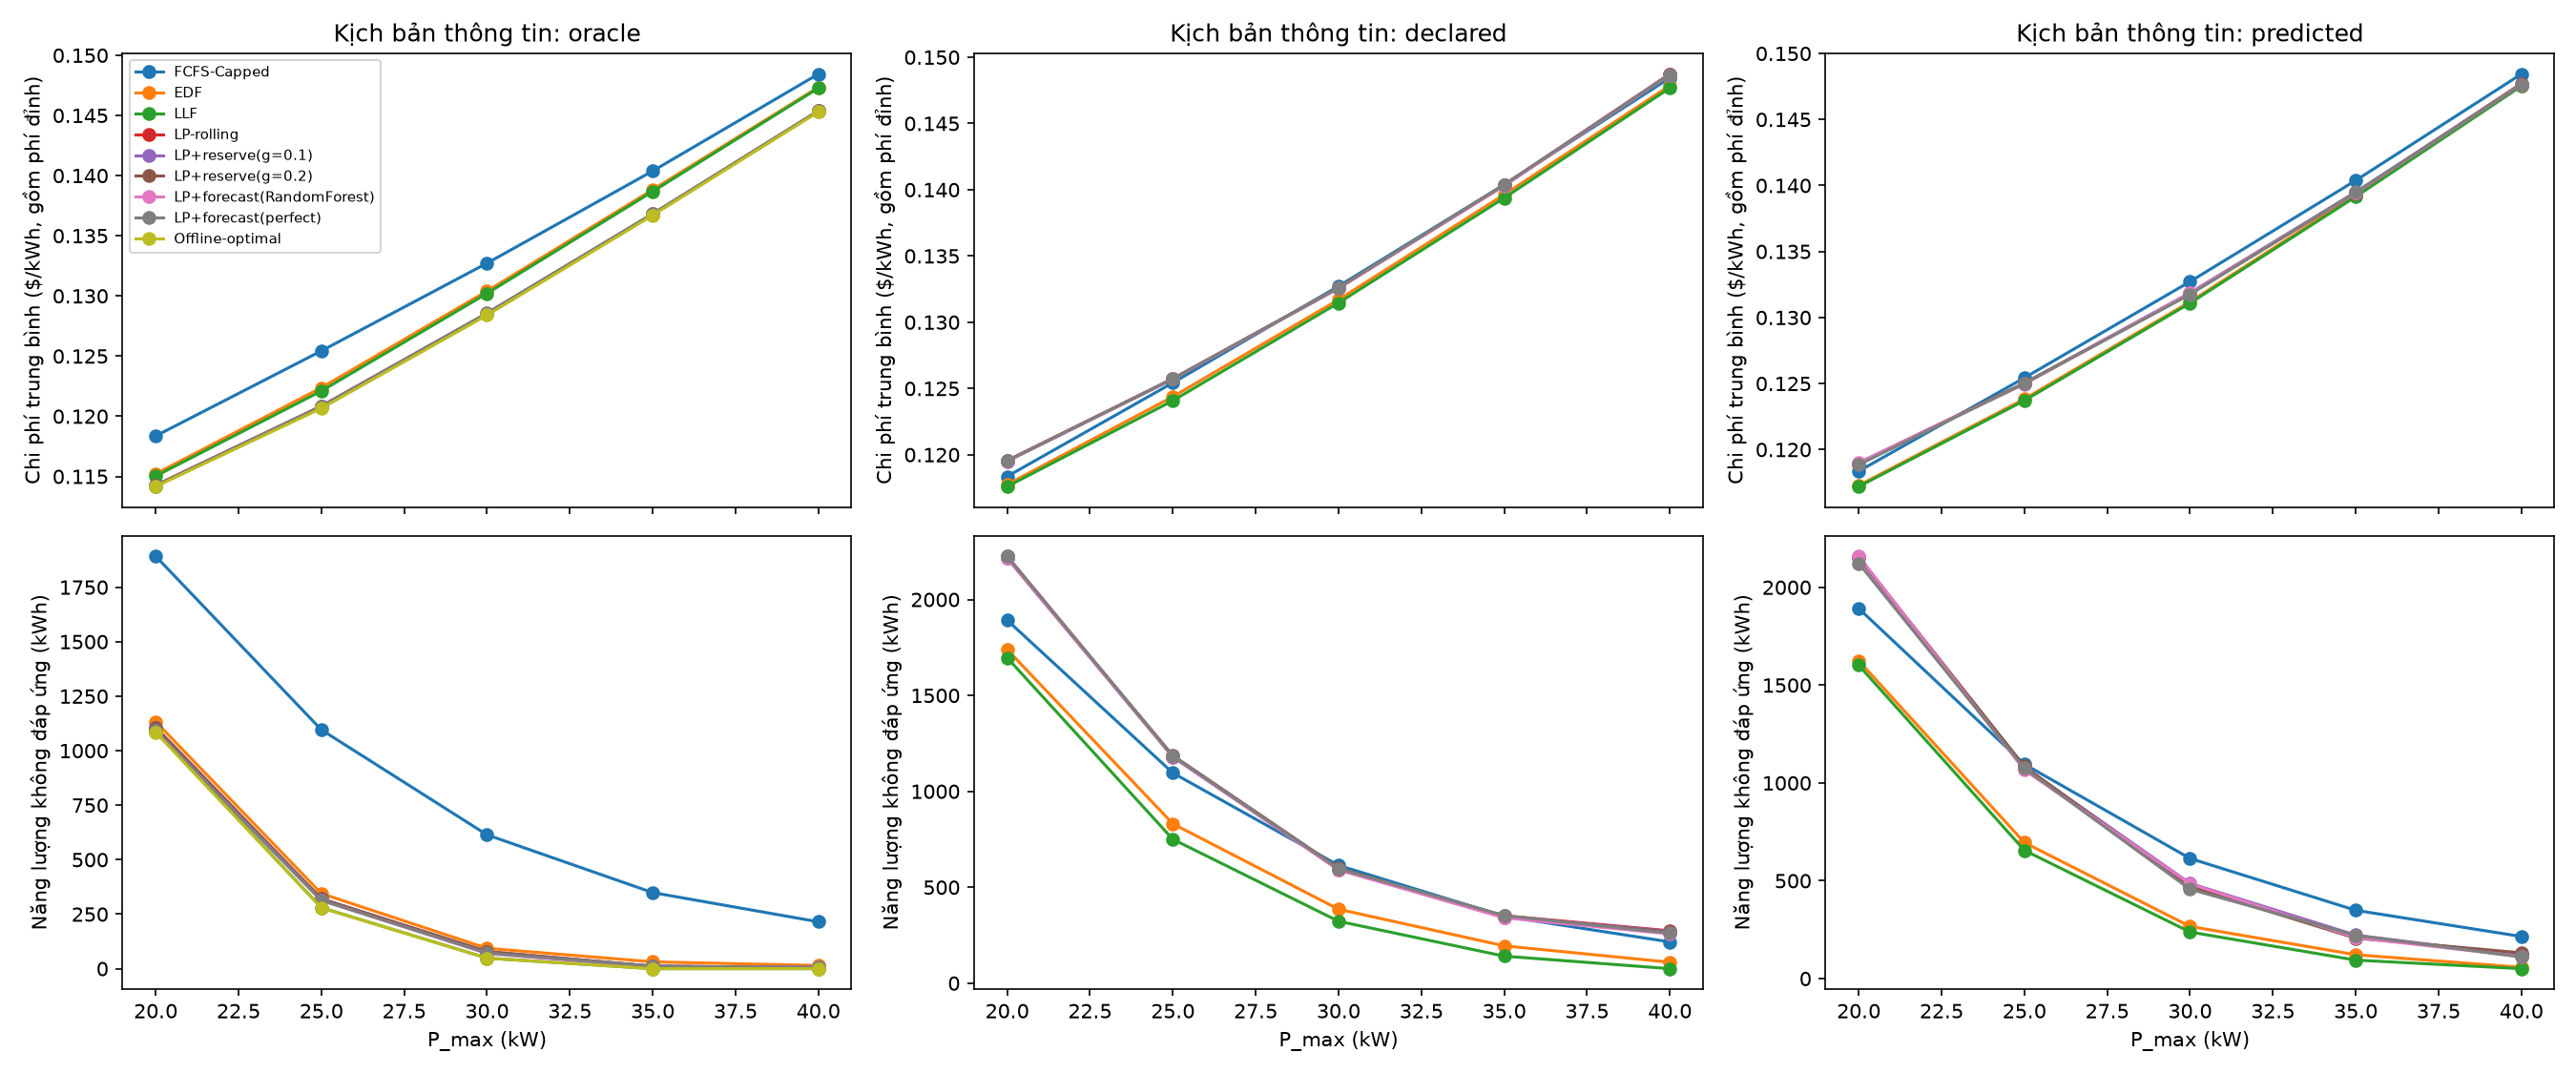 Kịch bản thông tin: oracle
Chi phí trung bình ($/kWh, gồm phí đỉnh)
0.150
0.145
0.140
0.135
0.130
0.125
0.120
0.115
FCFS-Capped
EDF
LLF
LP-rolling
LP+reserve(g=0.1)
LP+reserve(g=0.2)
LP+forecast(RandomForest)
LP+forecast(perfect)
Offline-optimal
Kịch bản thông tin: declared
Chi phí trung bình ($/kWh, gồm phí đỉnh)
0.150
0.145
0.140
0.135
0.130
0.125
0.120
Kịch bản thông tin: predicted
Chi phí trung bình ($/kWh, gồm phí đỉnh)
0.150
0.145
0.140
0.135
0.130
0.125
0.120
Năng lượng không đáp ứng (kWh)
1750
1500
1250
1000
750
500
250
0
20.0 22.5 25.0 27.5 30.0 32.5 35.0 37.5 40.0
P_max (kW)
Năng lượng không đáp ứng (kWh)
2000
1500
1000
500
0
20.0 22.5 25.0 27.5 30.0 32.5 35.0 37.5 40.0
P_max (kW)
Năng lượng không đáp ứng (kWh)
2000
1500
1000
500
0
20.0 22.5 25.0 27.5 30.0 32.5 35.0 37.5 40.0
P_max (kW)